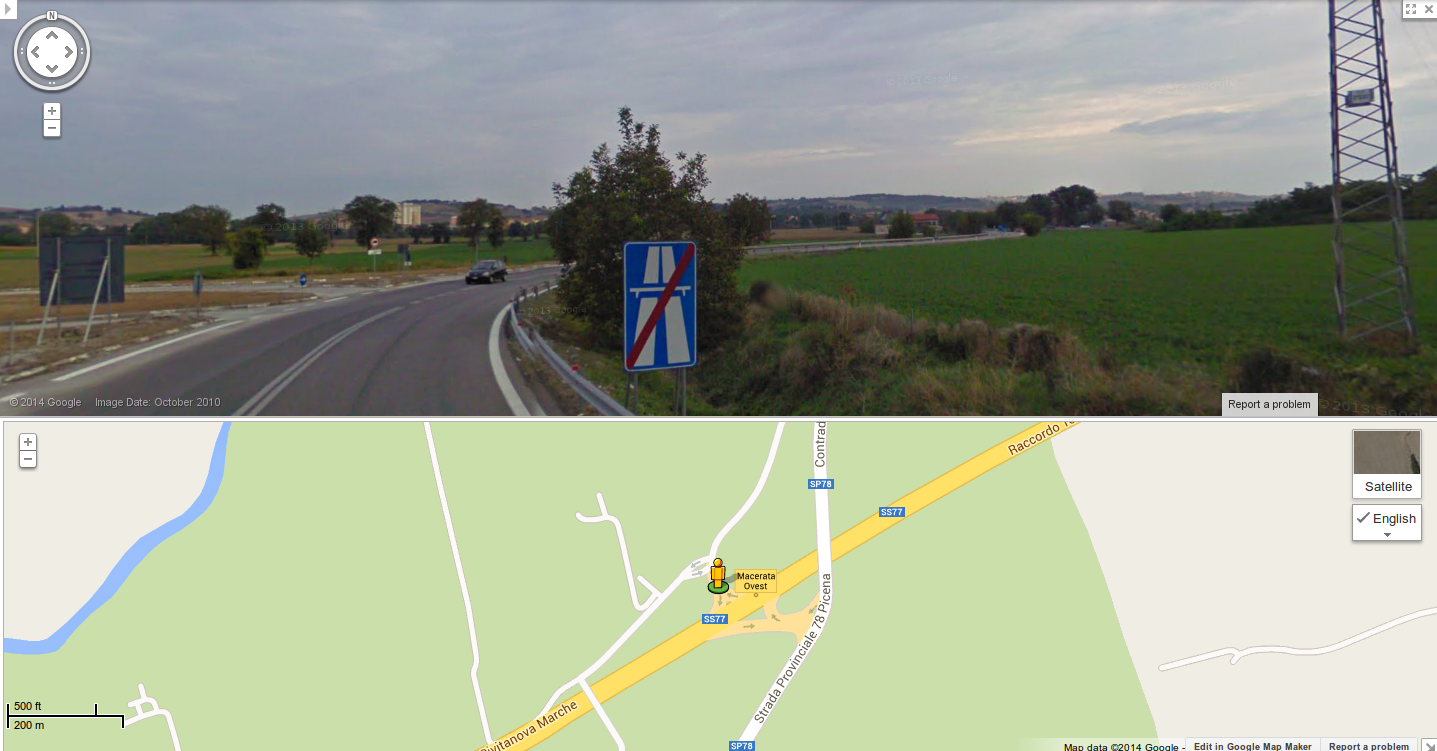 N
+
−
© 2014 Google Image Date: October 2010
Report a problem
+
−
Contrad
Raccordo
SP78
SS77
Satellite
English
Macerata
Ovest
SS77
Strada Provinciale 78 Picena
Civitanova Marche
500 ft
200 m
SP78
Map data ©2014 Google - Edit in Google Map Maker Report a problem